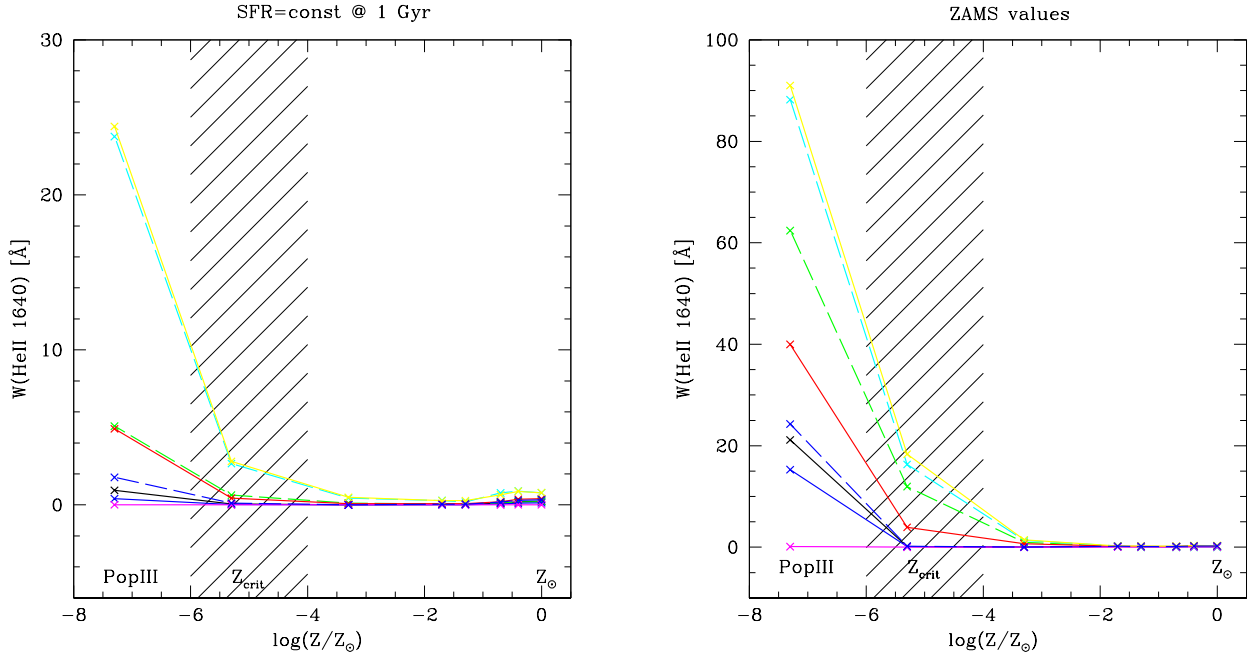 SFR=const @ 1 Gyr
30
20
10
0
W(HeII 1640) [Å]
PopIII
Z_crit
Z_⊙
−8
−6
−4
−2
0
log(Z/Z_⊙)
ZAMS values
100
80
60
40
20
0
W(HeII 1640) [Å]
PopIII
Z_crit
Z_⊙
−8
−6
−4
−2
0
log(Z/Z_⊙)